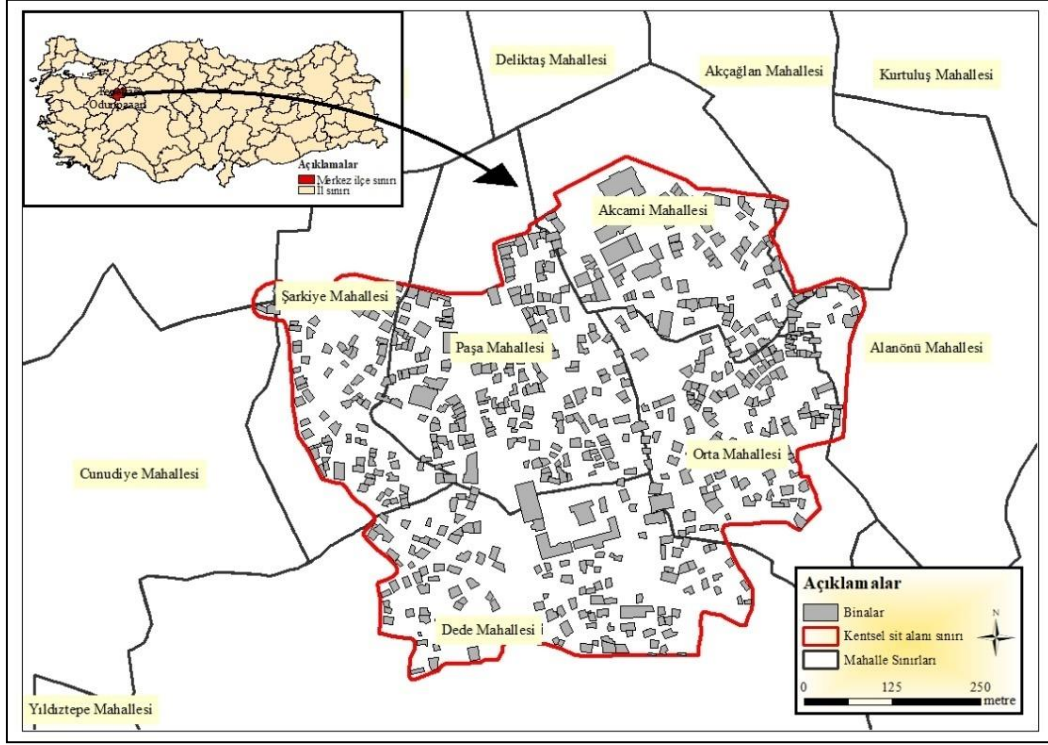 Deliktaş Mahallesi
Akçağlan Mahallesi
Kurtuluş Mahallesi
Açıklamalar
Merkez ilçe sınırı
İl sınırı
Akcami Mahallesi
Şarkiye Mahallesi
Paşa Mahallesi
Alanönü Mahallesi
Orta Mahallesi
Cunudiye Mahallesi
Dede Mahallesi
Yıldıztepe Mahallesi
Açıklamalar
Binalar
Kentsel sit alanı sınırı
Mahalle Sınırları
N
0 125 250
metre